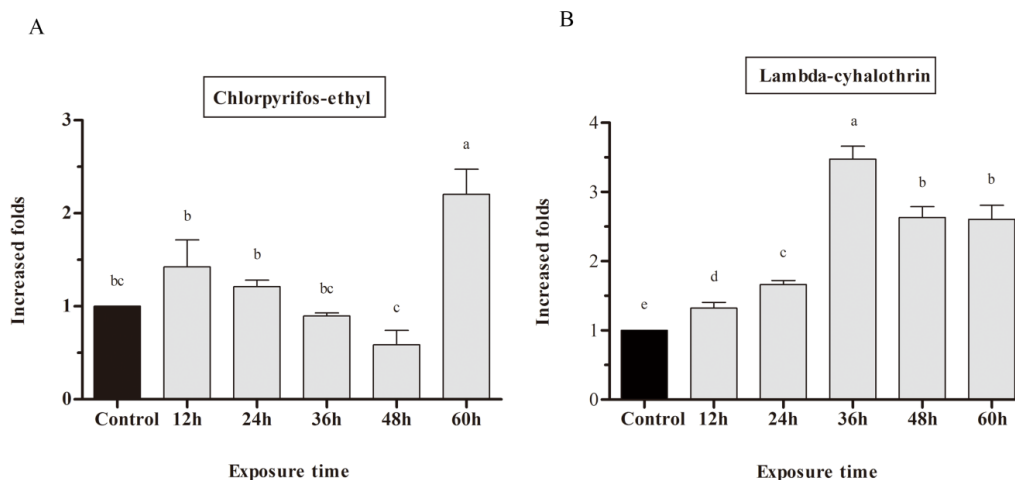 A
Chlorpyrifos-ethyl
Increased folds
3
2
1
0
bc
b
b
bc
c
a
Control 12h 24h 36h 48h 60h
Exposure time
B
Lambda-cyhalothrin
Increased folds
4
3
2
1
0
e
d
c
a
b
b
Control 12h 24h 36h 48h 60h
Exposure time